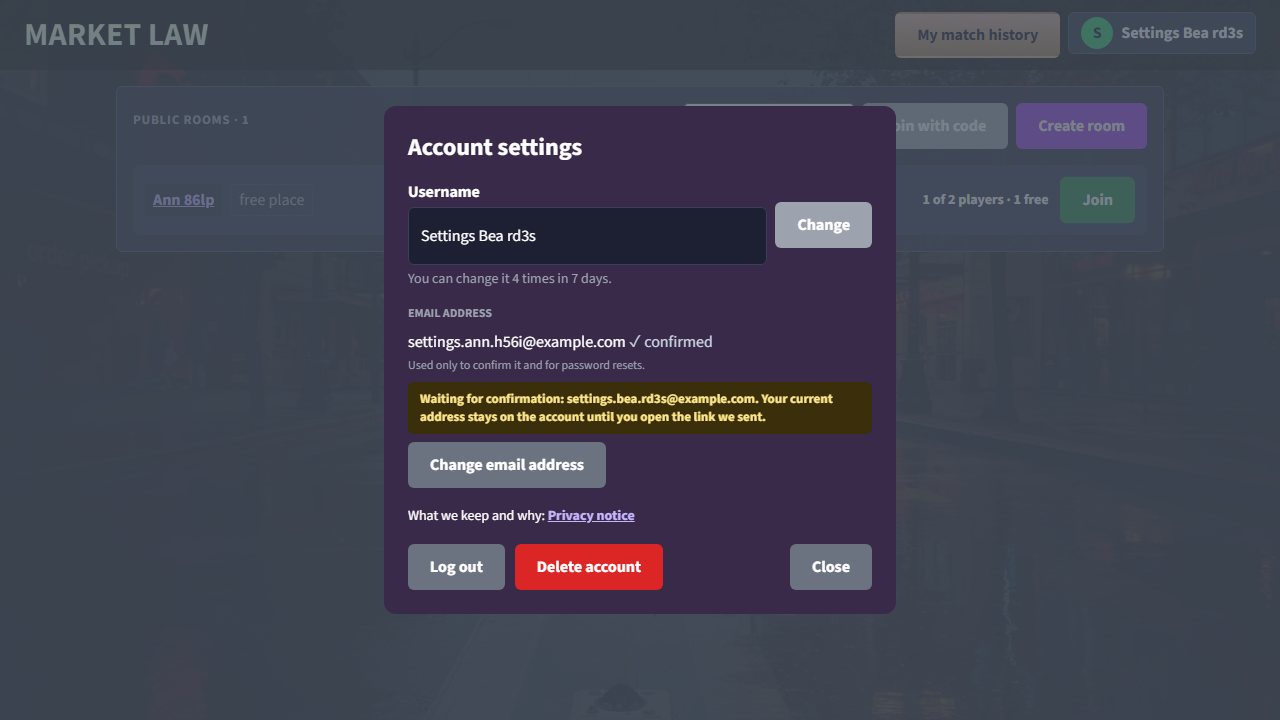 MARKET LAW
My match history
S
Settings Bea rd3s
PUBLIC ROOMS · 1
Join with code
Create room
Ann 86lp
free place
1 of 2 players · 1 free
Join
Account settings
Username
Settings Bea rd3s
Change
You can change it 4 times in 7 days.
EMAIL ADDRESS
settings.ann.h56i@example.com ✓ confirmed
Used only to confirm it and for password resets.
Waiting for confirmation: settings.bea.rd3s@example.com. Your current
address stays on the account until you open the link we sent.
Change email address
What we keep and why: Privacy notice
Log out
Delete account
Close